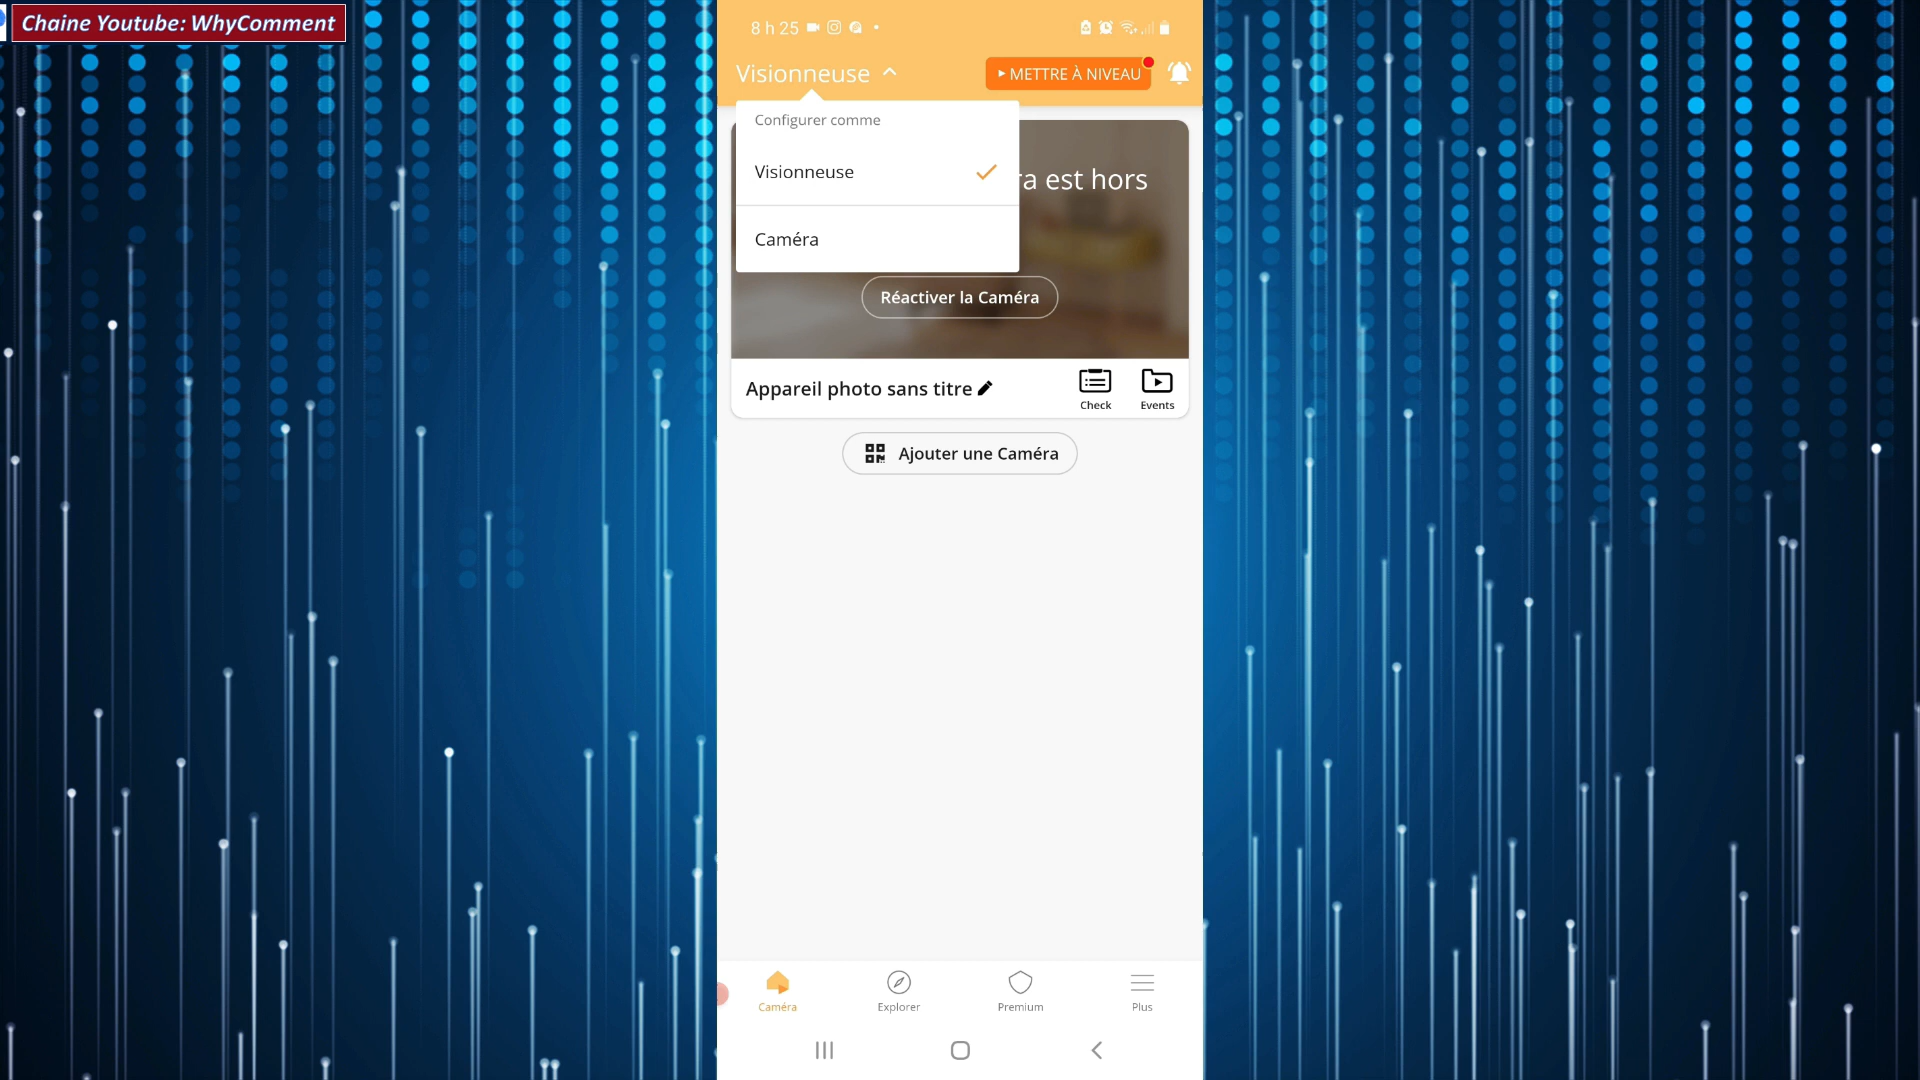 Chaine Youtube: WhyComment
8 h 25
Visionneuse
METTRE À NIVEAU
Configurer comme
Visionneuse
Caméra
ra est hors
Réactiver la Caméra
Appareil photo sans titre
Check
Events
Ajouter une Caméra
Caméra
Explorer
Premium
Plus